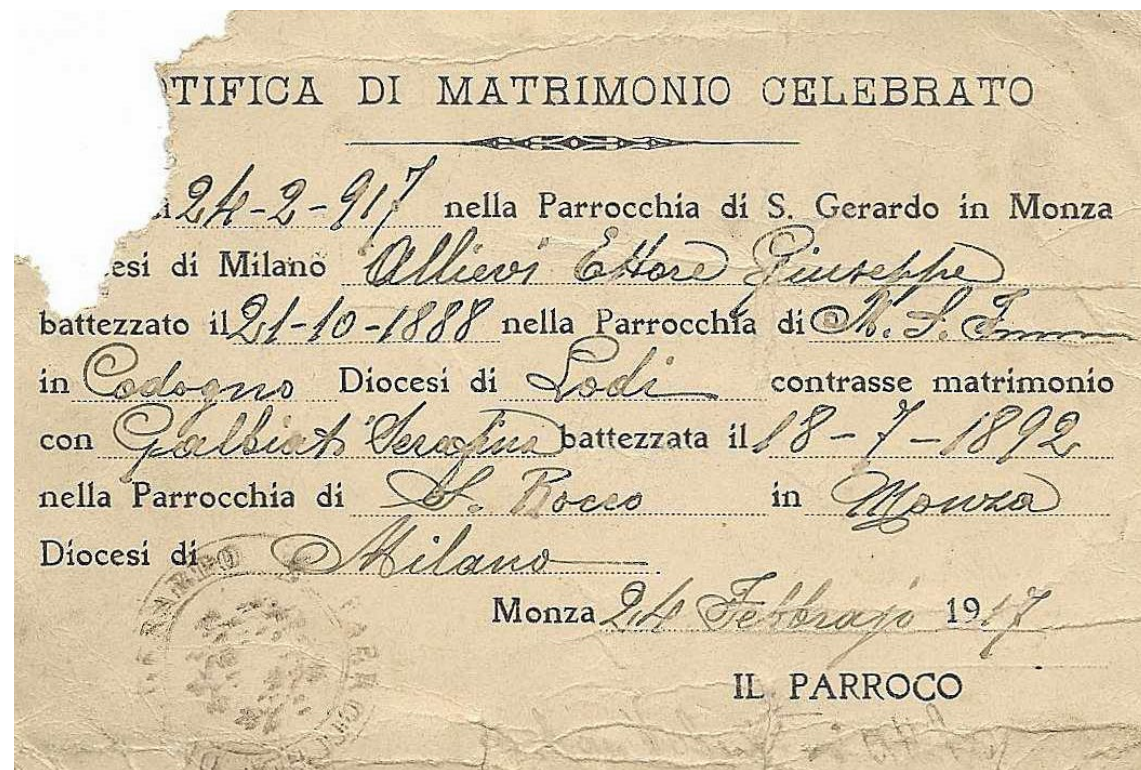 TIFICA DI MATRIMONIO CELEBRATO
24-2-917 nella Parrocchia di S. Gerardo in Monza
esi di Milano Allievi Ettore Giuseppe
battezzato il 21-10-1888 nella Parrocchia di
in Codogno Diocesi di Lodi contrasse matrimonio
con Galbiati Serafina battezzata il 18-7-1892
nella Parrocchia di S. Rocco in Monza
Diocesi di Milano
Monza 24 Febbrajo 1917
IL PARROCO